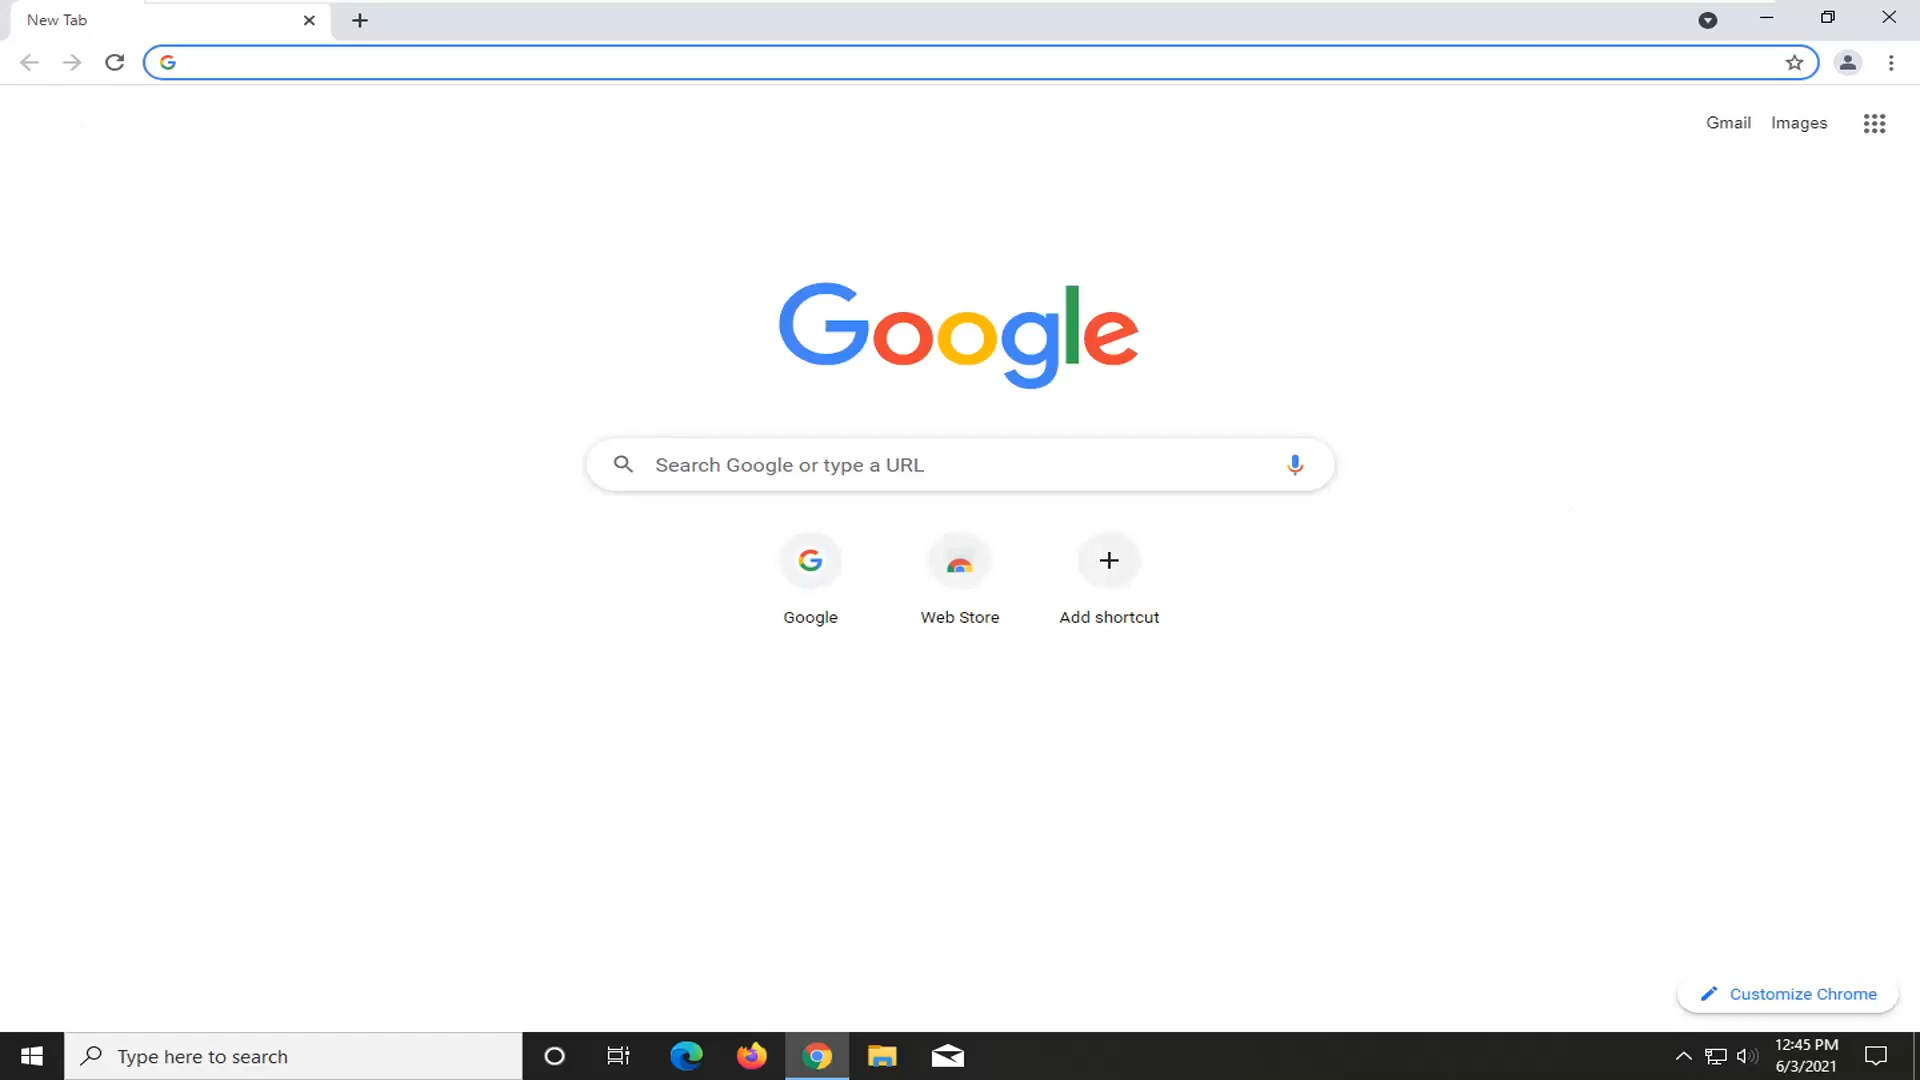 New Tab
Gmail Images
Google
Search Google or type a URL
Google Web Store Add shortcut
Customize Chrome
Type here to search
12:45 PM
6/3/2021